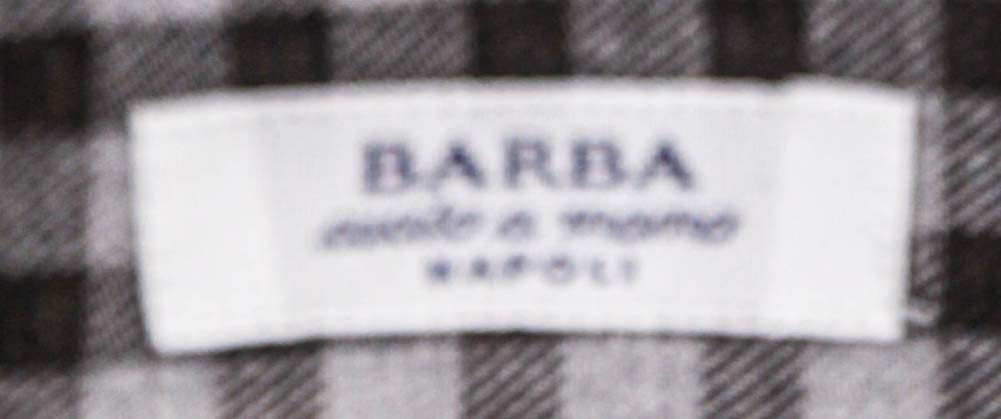 BARBA
cucito a mano
NAPOLI